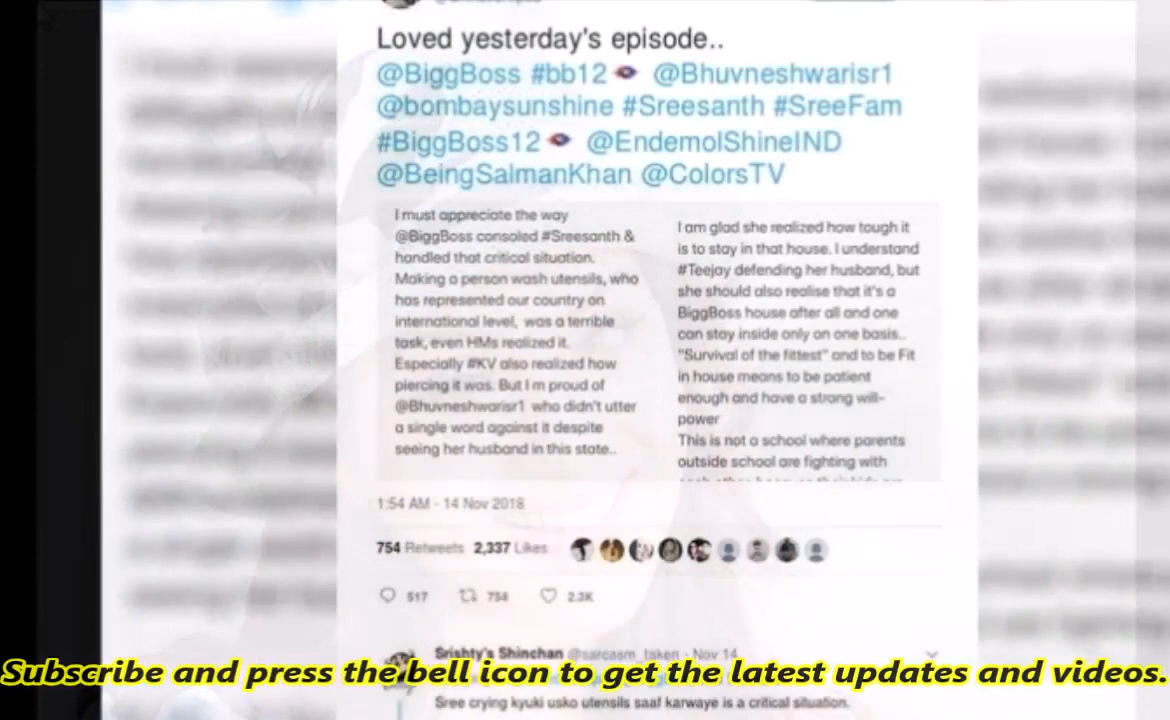 Loved yesterday's episode..
@BiggBoss #bb12 @Bhuvneshwarisr1
@bombaysunshine #Sreesanth #SreeFam
#BiggBoss12 @EndemolShineIND
@BeingSalmanKhan @ColorsTV
I must appreciate the way
@BiggBoss consoled #Sreesanth &
handled that critical situation.
Making a person wash utensils, who
has represented our country on
international level, was a terrible
task, even HMs realized it.
Especially #KV also realized how
piercing it was. But I m proud of
@Bhuvneshwarisr1 who didn't utter
a single word against it despite
seeing her husband in this state..
I am glad she realized how tough it
is to stay in that house. I understand
#Teejay defending her husband, but
she should also realise that it's a
BiggBoss house after all and one
can stay inside only on one basis..
"Survival of the fittest" and to be Fit
in house means to be patient
enough and have a strong will-
power
This is not a school where parents
outside school are fighting with
1:54 AM - 14 Nov 2018
754 Retweets 2,337 Likes
517 754 2.3K
Srishty's Shinchan @sarcasm_taken · Nov 14
Subscribe and press the bell icon to get the latest updates and videos.
Sree crying kyuki usko utensils saaf karwaye is a critical situation.